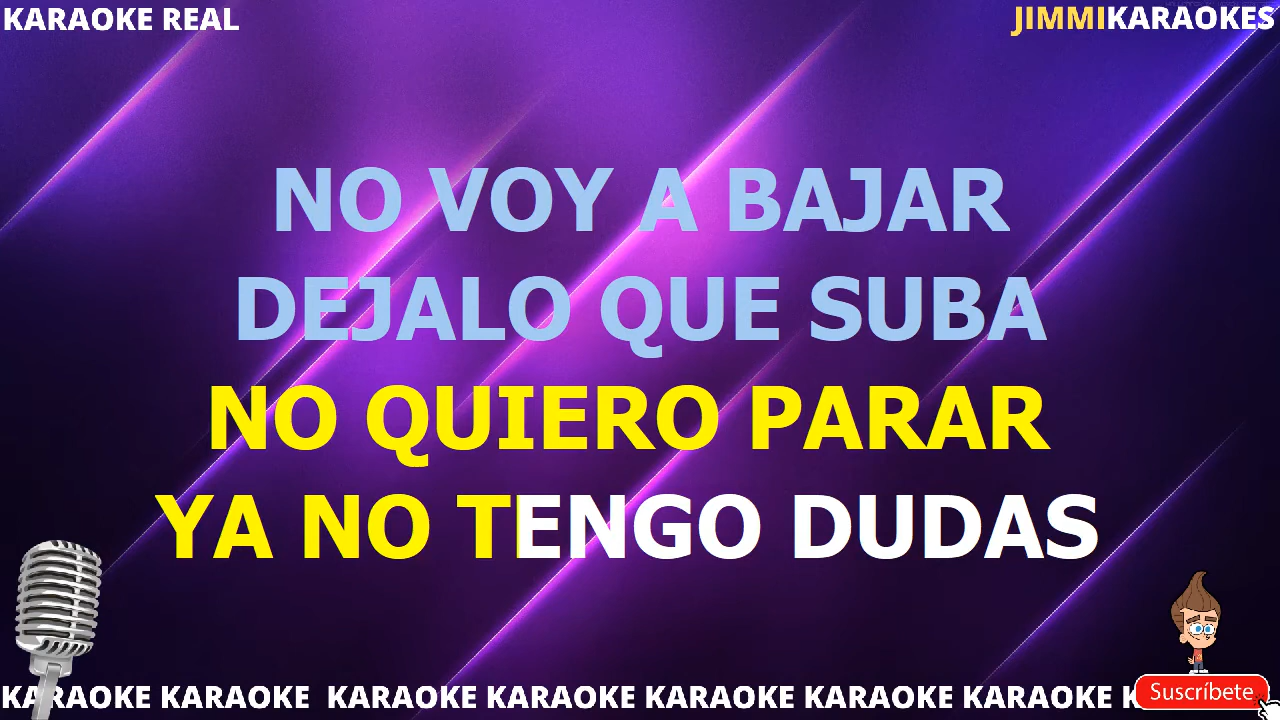 KARAOKE REAL
JIMMIKARAOKES
NO VOY A BAJAR
DEJALO QUE SUBA
NO QUIERO PARAR
YA NO TENGO DUDAS
KARAOKE KARAOKE KARAOKE KARAOKE KARAOKE KARAOKE KARAOKE K
Suscríbete